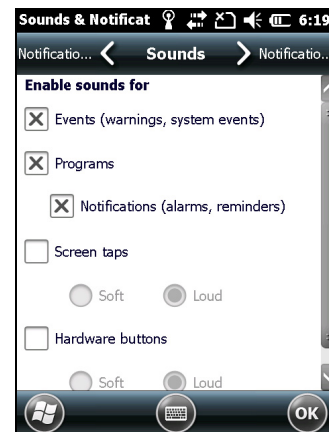 Sounds & Notificat 6:19
Notificatio... Sounds Notificatio..
Enable sounds for
Events (warnings, system events)
Programs
Notifications (alarms, reminders)
Screen taps
Soft Loud
Hardware buttons
Soft Loud
OK